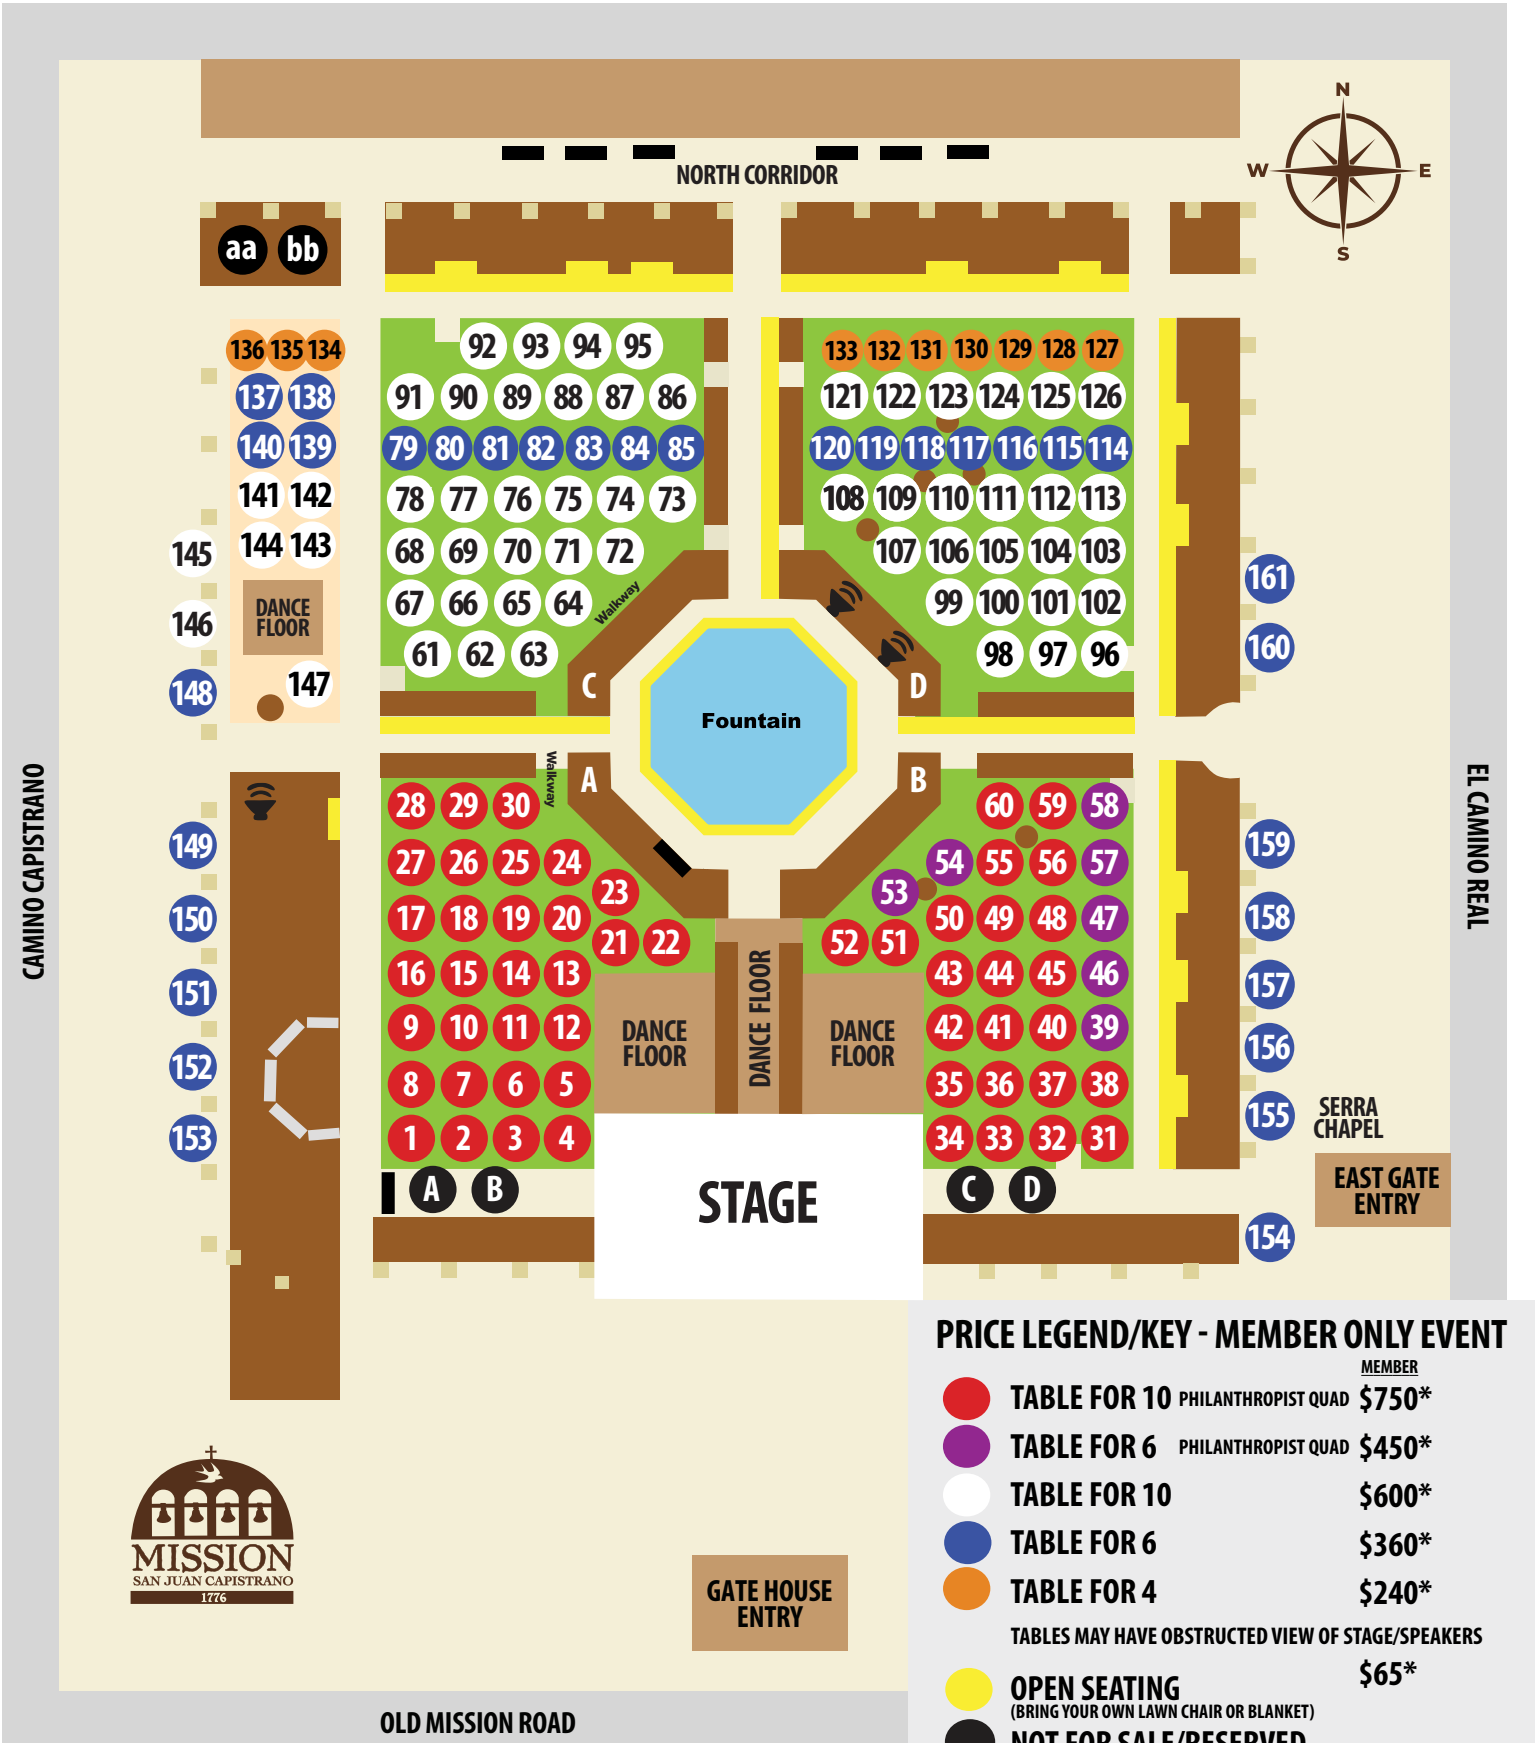 N
W E
S
NORTH CORRIDOR
aa bb
136 135 134
137 138
140 139
141 142
144 143
145
146
148
DANCE
FLOOR
147
92 93 94 95
91 90 89 88 87 86
79 80 81 82 83 84 85
78 77 76 75 74 73
68 69 70 71 72
67 66 65 64
61 62 63
Walkway
C
133 132 131 130 129 128 127
121 122 123 124 125 126
120 119 118 117 116 115 114
108 109 110 111 112 113
107 106 105 104 103
99 100 101 102
98 97 96
D
161
160
Fountain
CAMINO CAPISTRANO
EL CAMINO REAL
149
150
151
152
153
Walkway
A
28 29 30
27 26 25 24
23
17 18 19 20
21 22
16 15 14 13
9 10 11 12
8 7 6 5
1 2 3 4
A B
B
60 59 58
54 55 56 57
53
50 49 48 47
52 51
43 44 45 46
42 41 40 39
35 36 37 38
34 33 32 31
C D
DANCE
FLOOR
DANCE FLOOR
DANCE
FLOOR
STAGE
159
158
157
156
155
154
SERRA
CHAPEL
EAST GATE
ENTRY
PRICE LEGEND/KEY - MEMBER ONLY EVENT
MEMBER
TABLE FOR 10 PHILANTHROPIST QUAD $750*
TABLE FOR 6 PHILANTHROPIST QUAD $450*
TABLE FOR 10 $600*
TABLE FOR 6 $360*
TABLE FOR 4 $240*
TABLES MAY HAVE OBSTRUCTED VIEW OF STAGE/SPEAKERS
$65*
OPEN SEATING
(BRING YOUR OWN LAWN CHAIR OR BLANKET)
NOT FOR SALE/RESERVED
MISSION
SAN JUAN CAPISTRANO
1776
GATE HOUSE
ENTRY
OLD MISSION ROAD